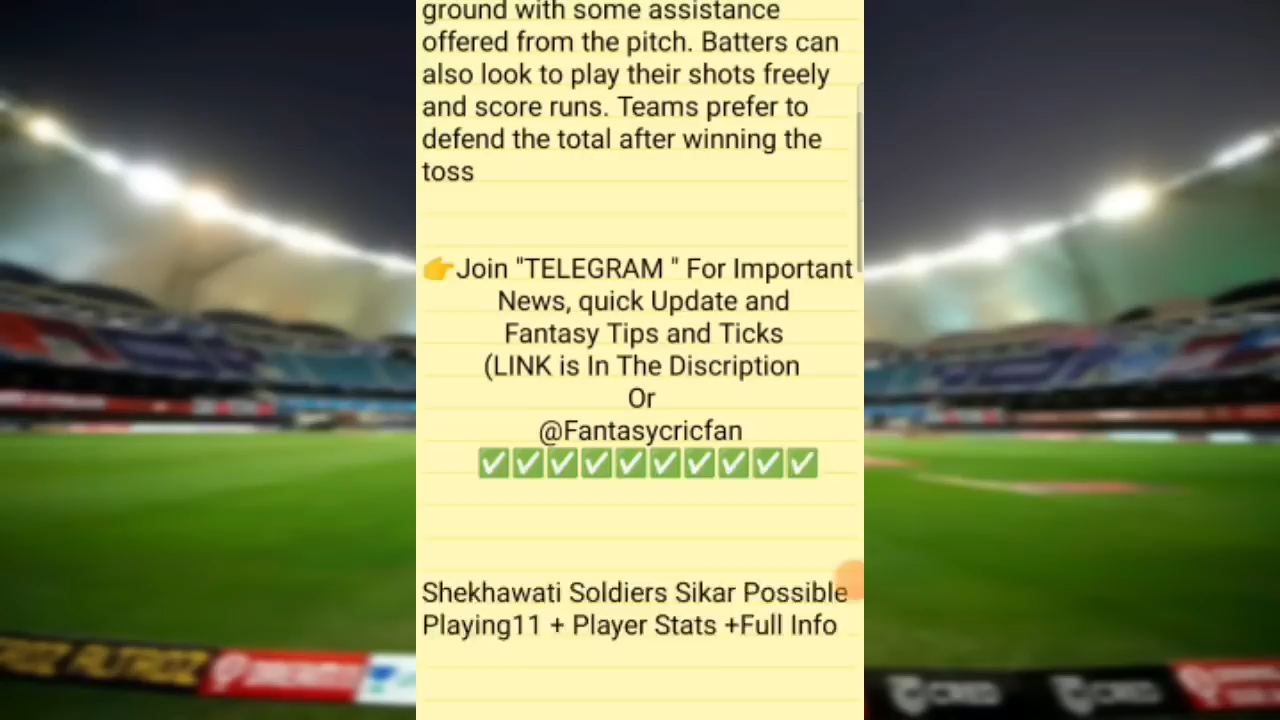 ground with some assistance
offered from the pitch. Batters can
also look to play their shots freely
and score runs. Teams prefer to
defend the total after winning the
toss
👉Join "TELEGRAM " For Important
News, quick Update and
Fantasy Tips and Ticks
(LINK is In The Discription
Or
@Fantasycricfan
✅✅✅✅✅✅✅✅✅✅
Shekhawati Soldiers Sikar Possible
Playing11 + Player Stats +Full Info
ALTROZ
CRED
CRED